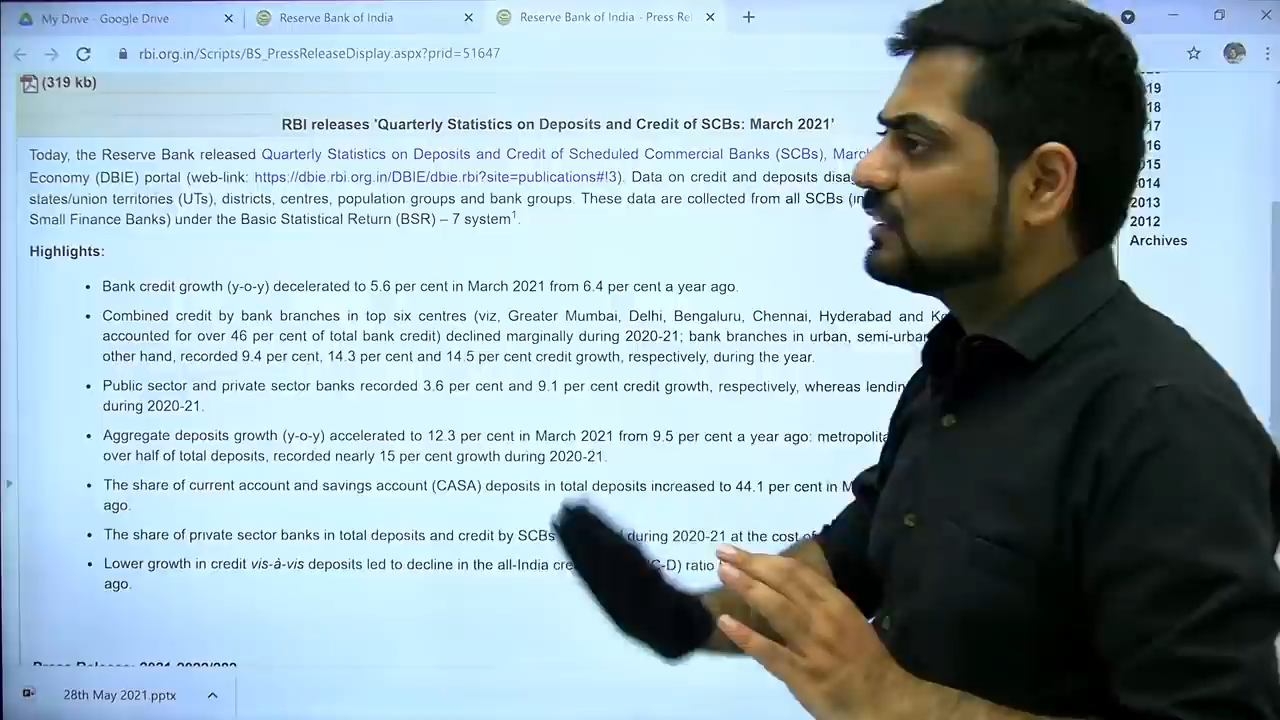 My Drive - Google Drive
Reserve Bank of India
Reserve Bank of India - Press Re
rbi.org.in/Scripts/BS_PressReleaseDisplay.aspx?prid=51647
(319 kb)
RBI releases 'Quarterly Statistics on Deposits and Credit of SCBs: March 2021'
Today, the Reserve Bank released Quarterly Statistics on Deposits and Credit of Scheduled Commercial Banks (SCBs), Marc
Economy (DBIE) portal (web-link: https://dbie.rbi.org.in/DBIE/dbie.rbi?site=publications#!3). Data on credit and deposits disa
states/union territories (UTs), districts, centres, population groups and bank groups. These data are collected from all SCBs (in
Small Finance Banks) under the Basic Statistical Return (BSR) – 7 system1.
Highlights:
• Bank credit growth (y-o-y) decelerated to 5.6 per cent in March 2021 from 6.4 per cent a year ago.
• Combined credit by bank branches in top six centres (viz, Greater Mumbai, Delhi, Bengaluru, Chennai, Hyderabad and K
accounted for over 46 per cent of total bank credit) declined marginally during 2020-21; bank branches in urban, semi-urba
other hand, recorded 9.4 per cent, 14.3 per cent and 14.5 per cent credit growth, respectively, during the year.
• Public sector and private sector banks recorded 3.6 per cent and 9.1 per cent credit growth, respectively, whereas lendin
during 2020-21.
• Aggregate deposits growth (y-o-y) accelerated to 12.3 per cent in March 2021 from 9.5 per cent a year ago: metropolita
over half of total deposits, recorded nearly 15 per cent growth during 2020-21.
• The share of current account and savings account (CASA) deposits in total deposits increased to 44.1 per cent in M
ago.
• The share of private sector banks in total deposits and credit by SCBs during 2020-21 at the cost of
• Lower growth in credit vis-à-vis deposits led to decline in the all-India cre C-D) ratio
ago.
19
18
17
16
2015
2014
2013
2012
Archives
28th May 2021.pptx